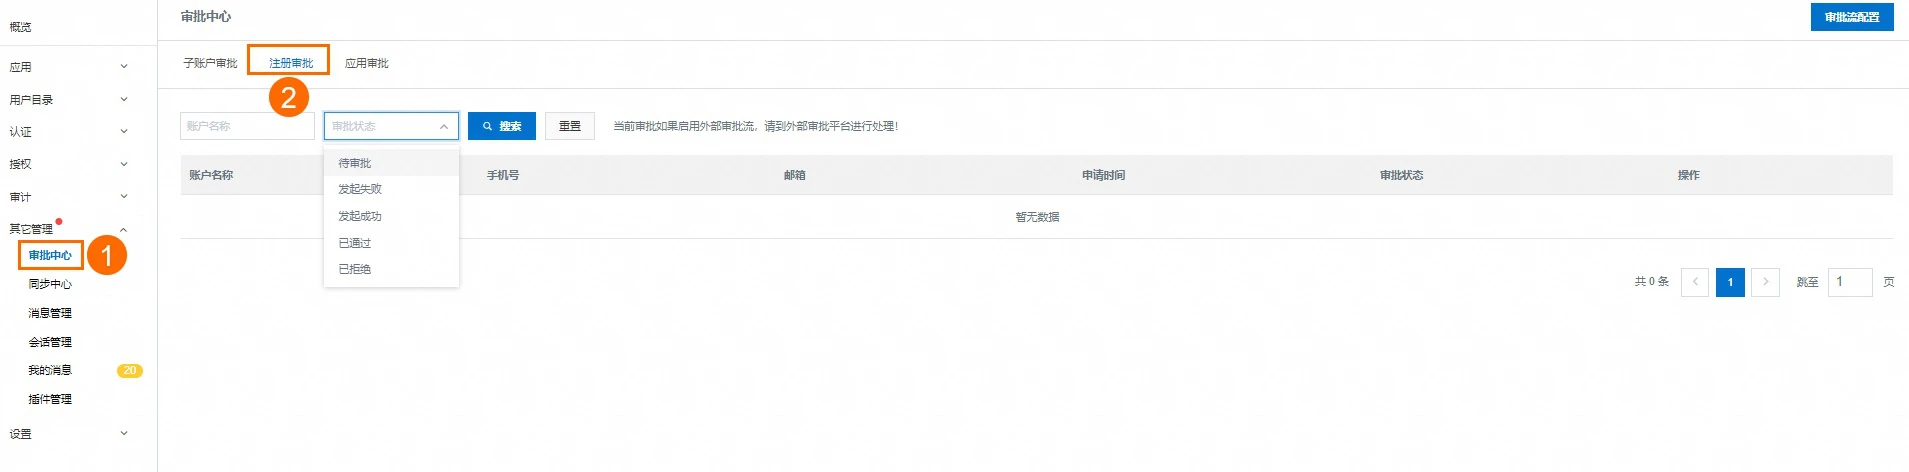 概览
应用
用户目录
认证
授权
审计
其它管理
审批中心
1
同步中心
消息管理
会话管理
我的消息 20
插件管理
设置
审批中心
审批流配置
子账户审批 注册审批 应用审批
2
账户名称 审批状态 搜索 重置 当前审批如果启用外部审批流，请到外部审批平台进行处理！
待审批
发起失败
发起成功
已通过
已拒绝
账户名称 手机号 邮箱 申请时间 审批状态 操作
暂无数据
共 0 条 1 跳至 1 页